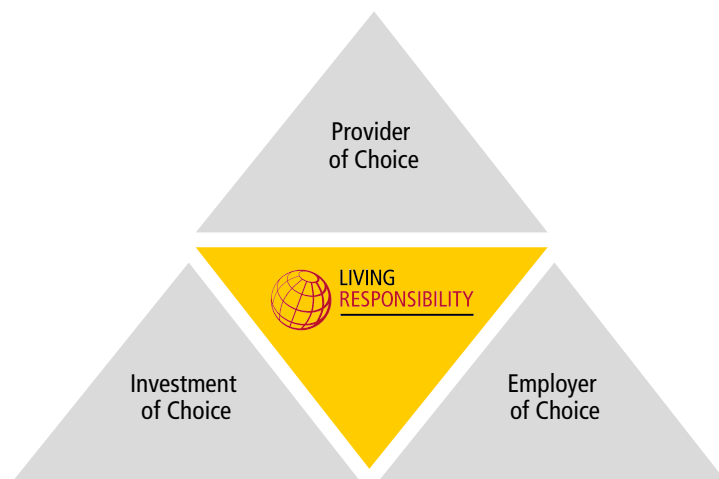 Provider
of Choice
LIVING
RESPONSIBILITY
Investment
of Choice
Employer
of Choice